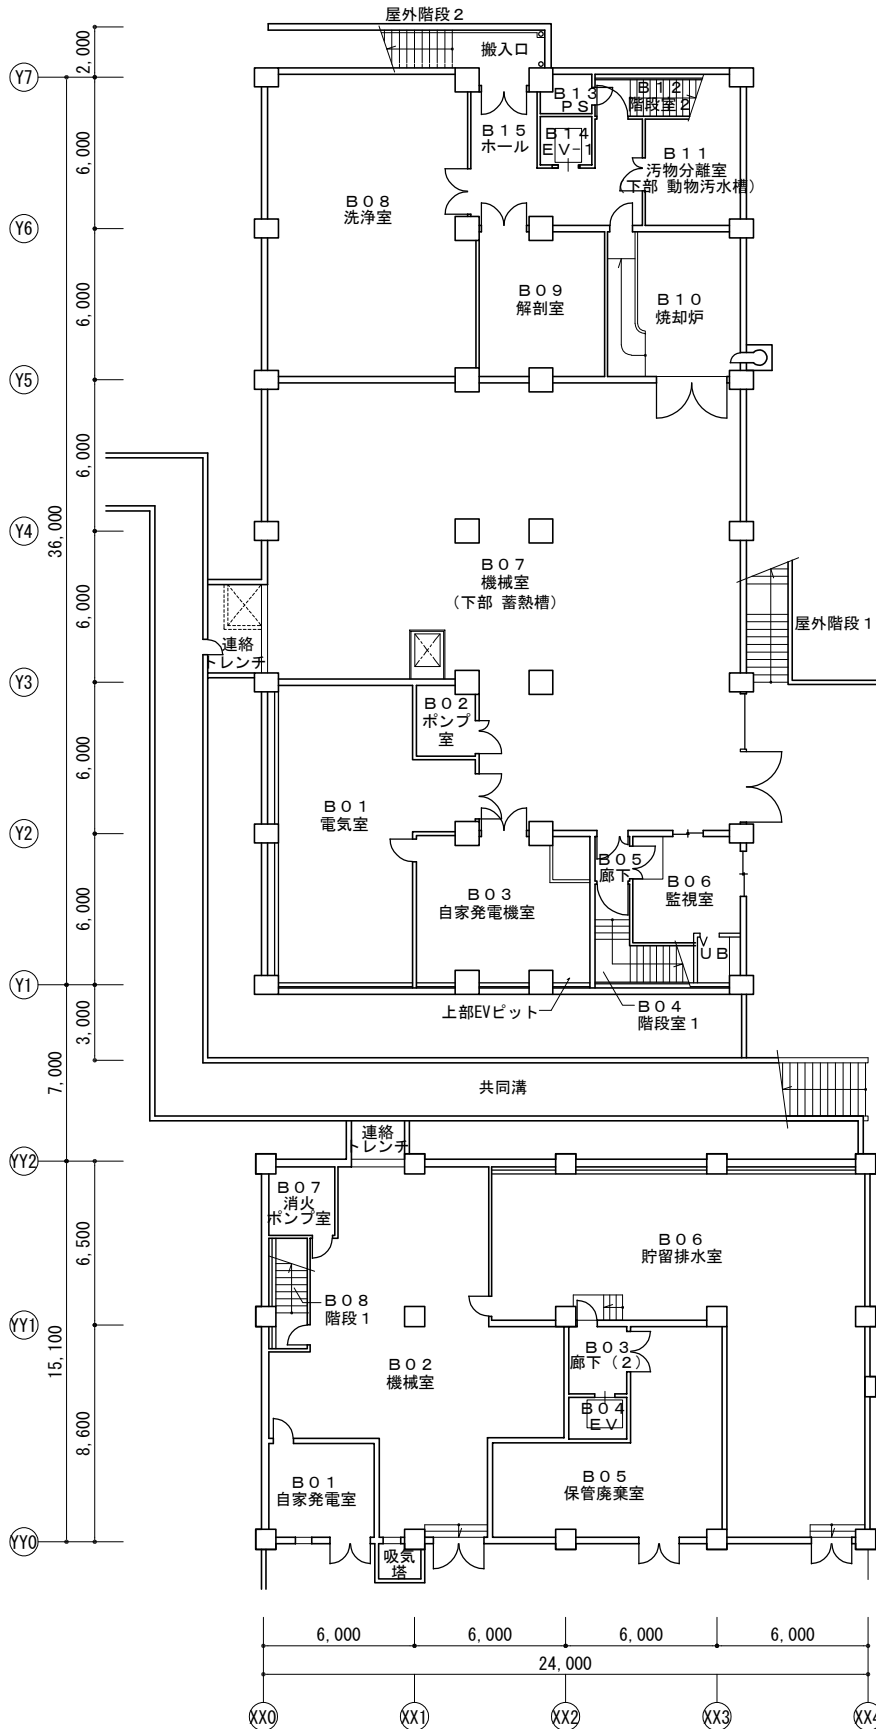 屋外階段2
搬入口
2,000
Y7
B12
階段室2
B13
PS
B14
EV-1
B15
ホール
B11
汚物分離室
(下部 動物汚水槽)
6,000
B08
洗浄室
Y6
B09
解剖室
B10
焼却炉
6,000
Y5
6,000
36,000
Y4
B07
機械室
(下部 蓄熱槽)
6,000
屋外階段1
連絡
トレンチ
Y3
B02
ポンプ
室
6,000
B01
電気室
Y2
B05
廊下
B06
監視室
B03
自家発電機室
6,000
UB
Y1
上部EVピット
B04
階段室1
3,000
7,000
共同溝
連絡
トレンチ
YY2
B07
消火
ポンプ室
6,500
B06
貯留排水室
B08
階段1
YY1
15,100
B03
廊下(2)
B02
機械室
B04
EV
8,600
B01
自家発電室
B05
保管廃棄室
YY0
吸気
塔
6,000
6,000
6,000
6,000
24,000
XX0
XX1
XX2
XX3
XX4